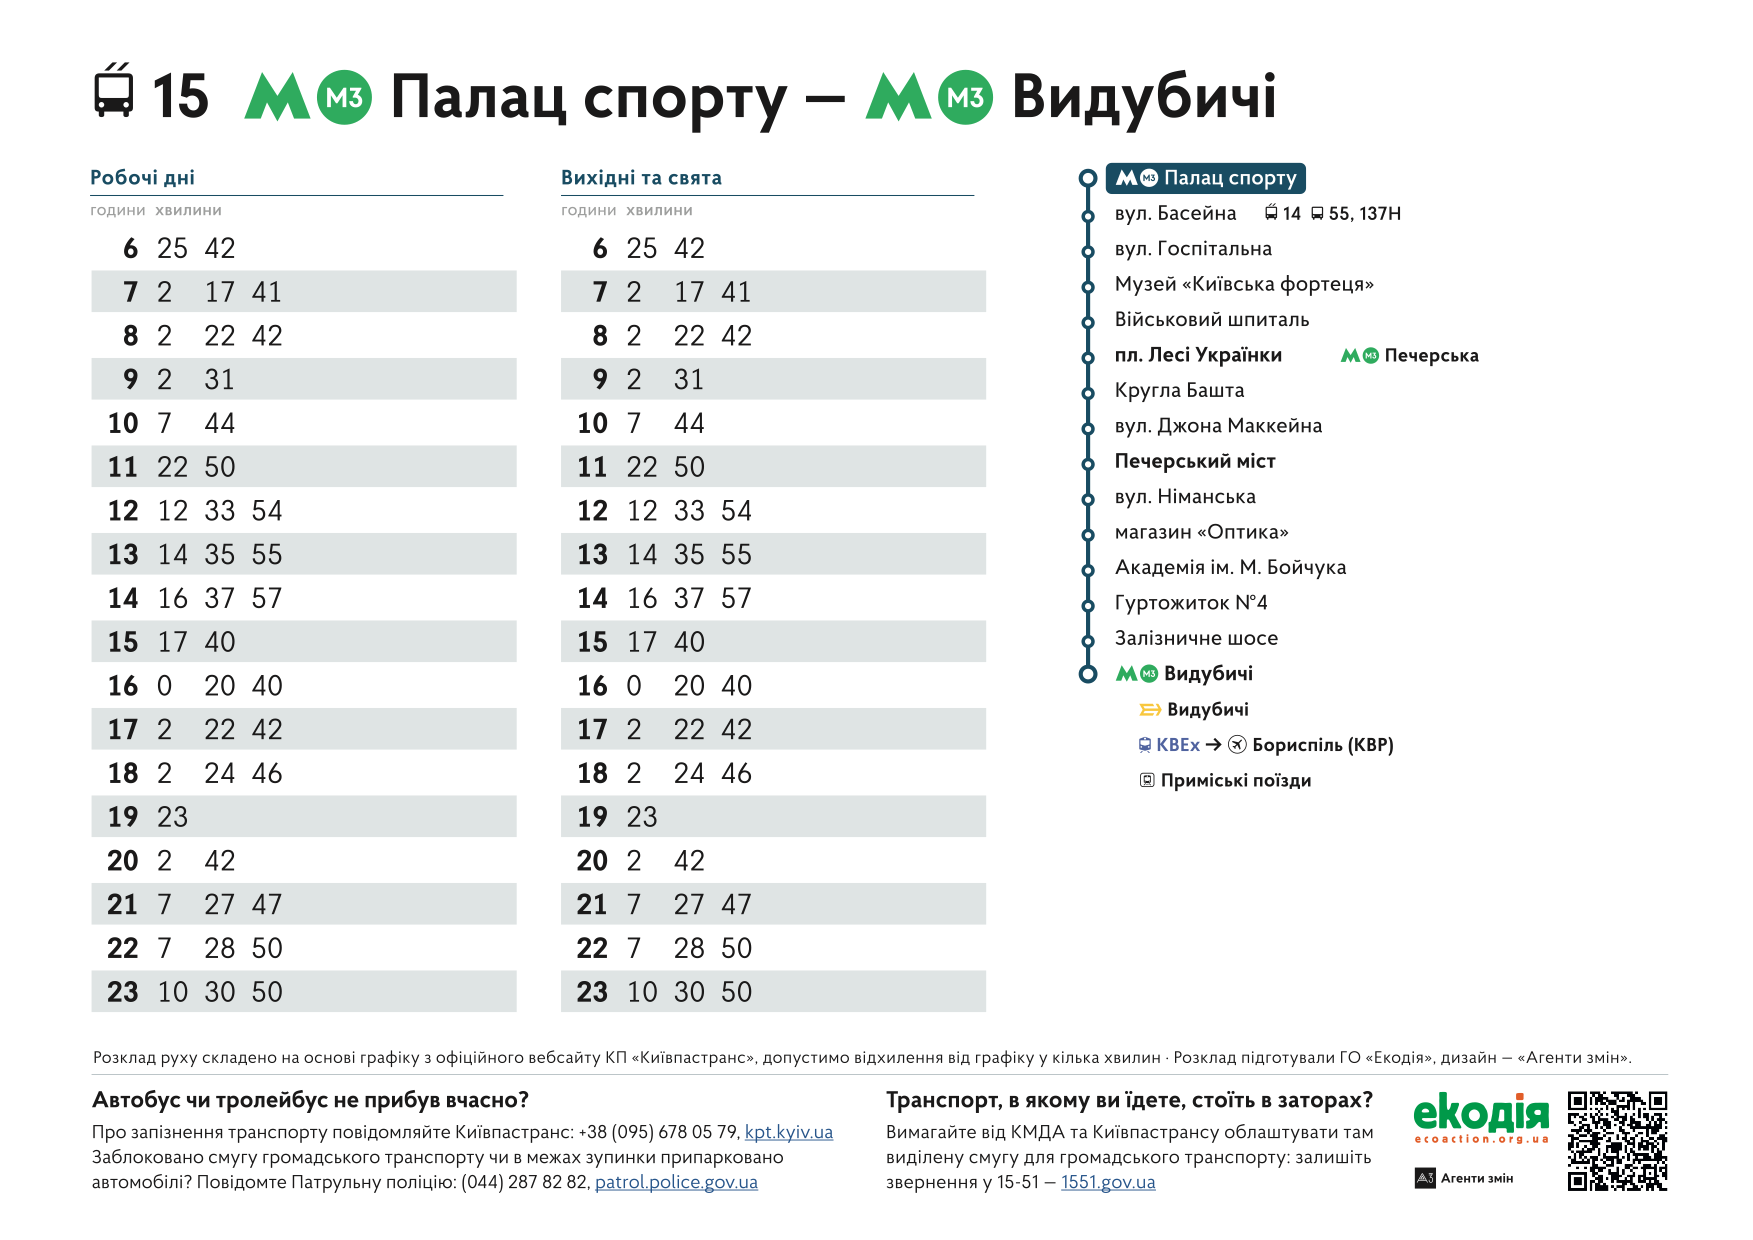 15 M3 Палац спорту — M3 Видубичі
Робочі дні
ГОДИНИ ХВИЛИНИ
6 25 42
7 2 17 41
8 2 22 42
9 2 31
10 7 44
11 22 50
12 12 33 54
13 14 35 55
14 16 37 57
15 17 40
16 0 20 40
17 2 22 42
18 2 24 46
19 23
20 2 42
21 7 27 47
22 7 28 50
23 10 30 50
Вихідні та свята
ГОДИНИ ХВИЛИНИ
6 25 42
7 2 17 41
8 2 22 42
9 2 31
10 7 44
11 22 50
12 12 33 54
13 14 35 55
14 16 37 57
15 17 40
16 0 20 40
17 2 22 42
18 2 24 46
19 23
20 2 42
21 7 27 47
22 7 28 50
23 10 30 50
M3 Палац спорту
вул. Басейна 14 55, 137Н
вул. Госпітальна
Музей «Київська фортеця»
Військовий шпиталь
пл. Лесі Українки M3 Печерська
Кругла Башта
вул. Джона Маккейна
Печерський міст
вул. Німанська
магазин «Оптика»
Академія ім. М. Бойчука
Гуртожиток №4
Залізничне шосе
M3 Видубичі
Видубичі
KBEx → Бориспіль (KBP)
Приміські поїзди
Розклад руху складено на основі графіку з офіційного вебсайту КП «Київпастранс», допустимо відхилення від графіку у кілька хвилин · Розклад підготували ГО «Екодія», дизайн — «Агенти змін».
Автобус чи тролейбус не прибув вчасно?
Про запізнення транспорту повідомляйте Київпастранс: +38 (095) 678 05 79, kpt.kyiv.ua
Заблоковано смугу громадського транспорту чи в межах зупинки припарковано
автомобілі? Повідомте Патрульну поліцію: (044) 287 82 82, patrol.police.gov.ua
Транспорт, в якому ви їдете, стоїть в заторах?
Вимагайте від КМДА та Київпастрансу облаштувати там
виділену смугу для громадського транспорту: залишіть
звернення у 15-51 — 1551.gov.ua
екодія
ecoaction.org.ua
АЗ Агенти змін